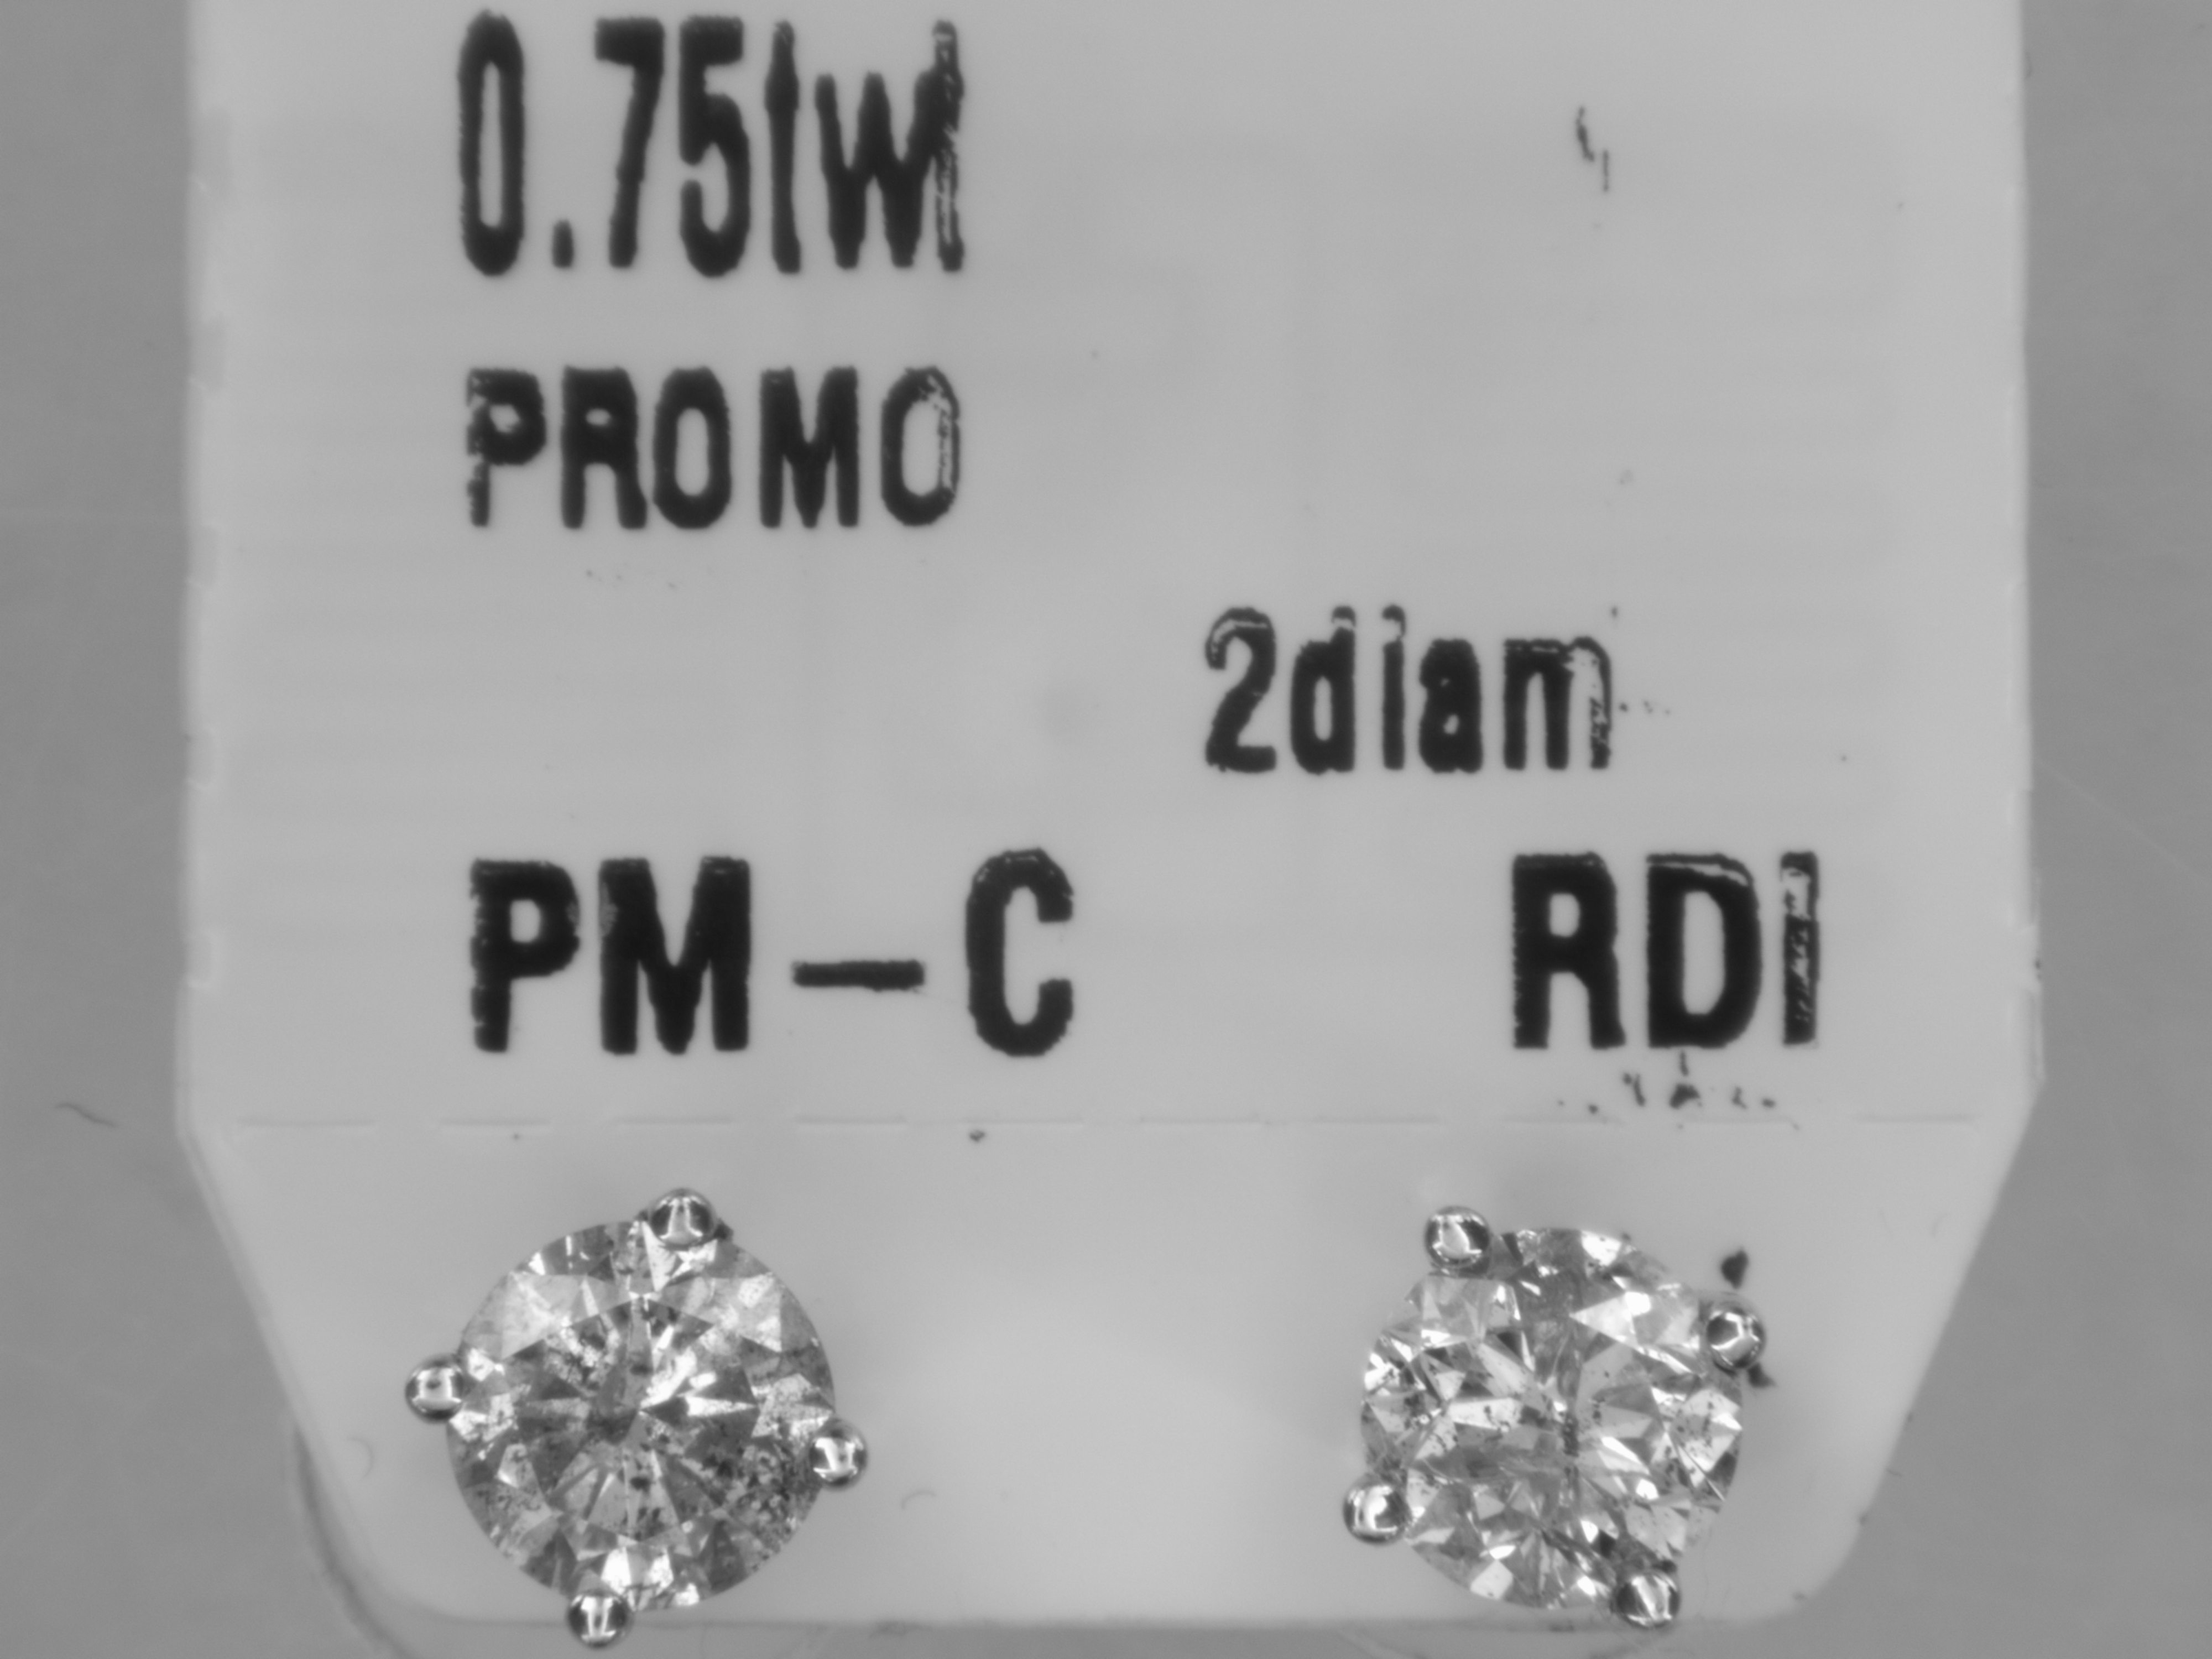 0.75tw
PROMO
2diam
PM-C RDI